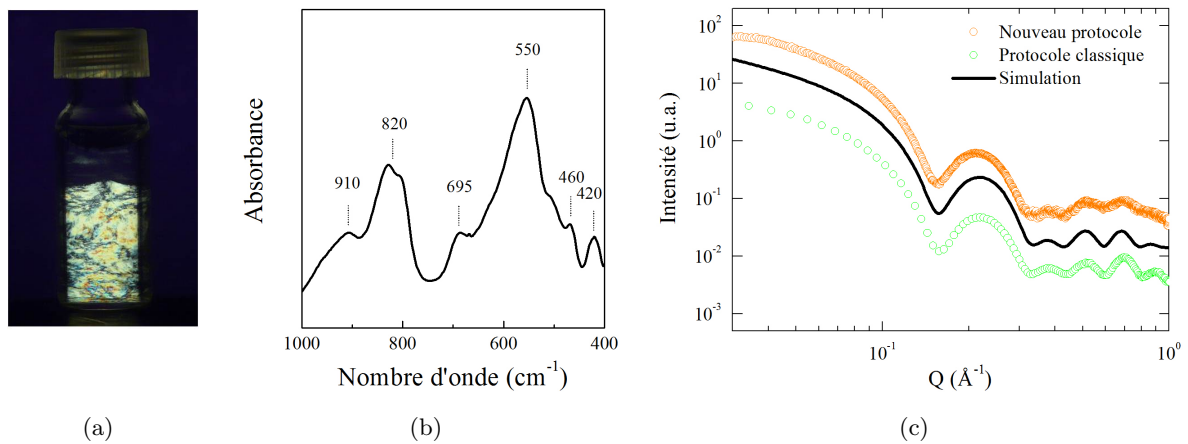 b)
910
820
695
550
460
420
Absorbance
1000
800
600
400
Nombre d'onde (cm⁻¹)
c)
10²
10¹
10⁰
10⁻¹
10⁻²
10⁻³
Intensité (u.a.)
Nouveau protocole
Protocole classique
Simulation
10⁻¹
10⁰
Q (Å⁻¹)
(a)
(b)
(c)